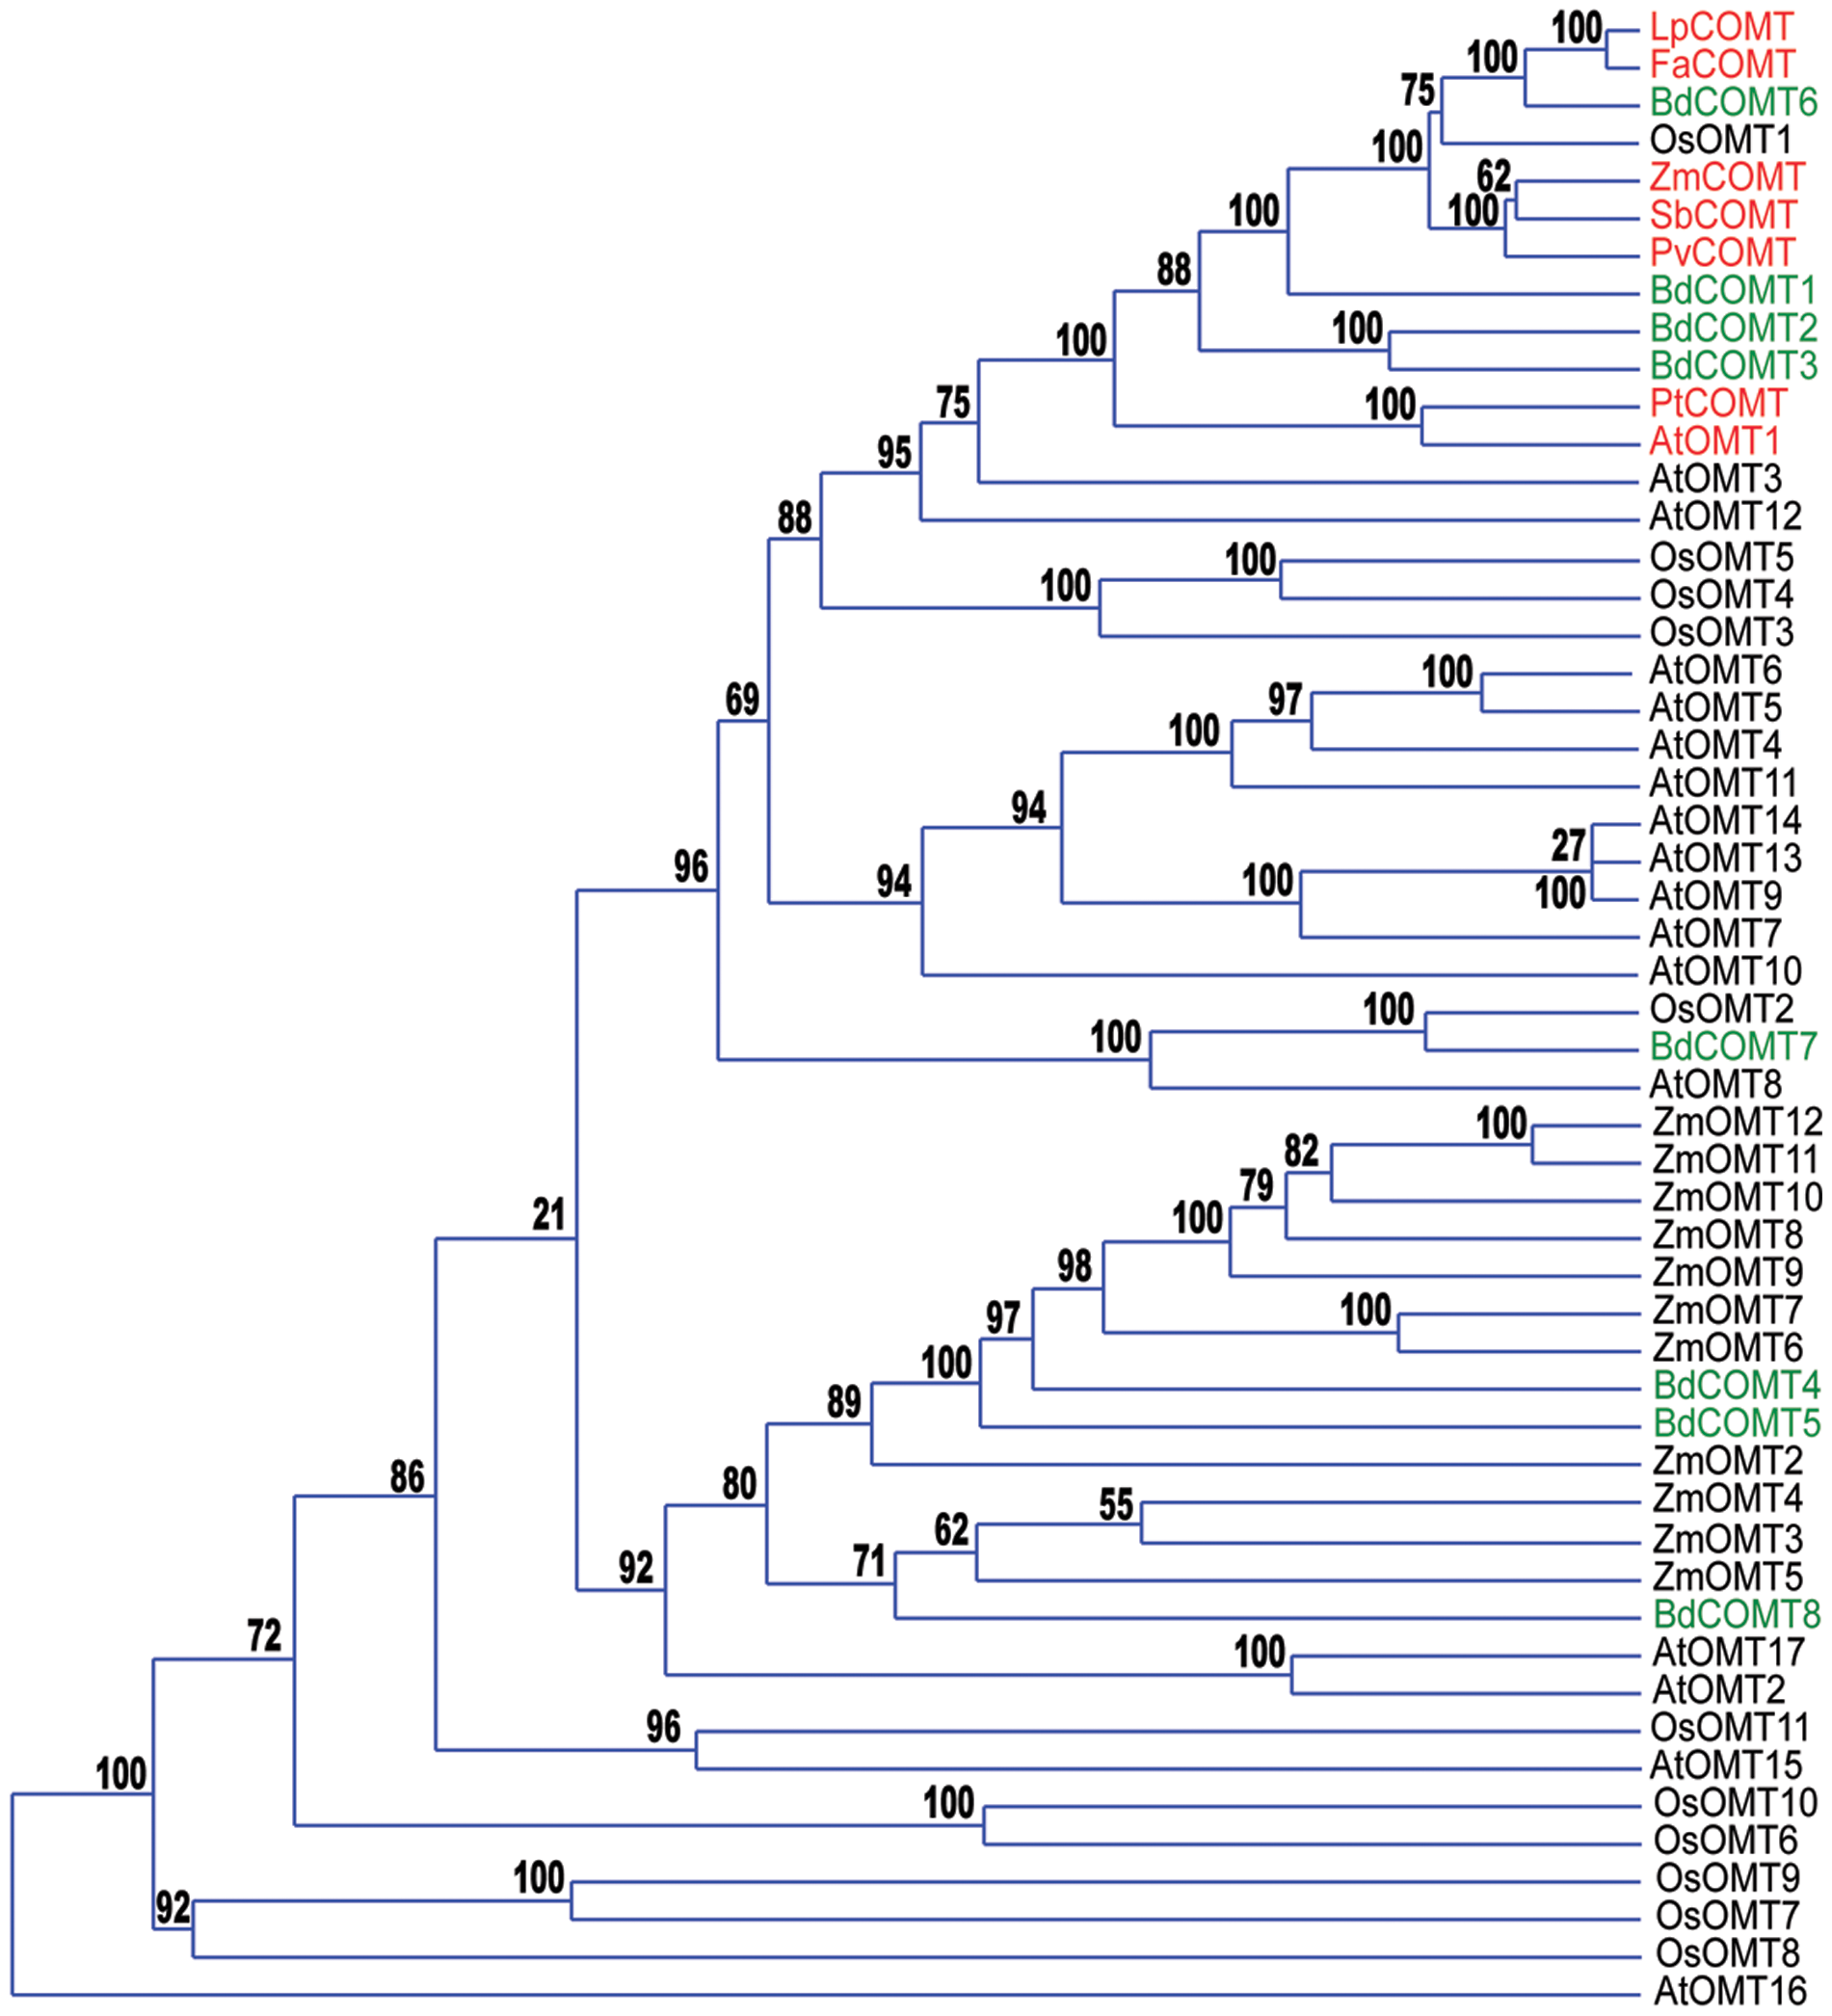 100 LpCOMT
100 FaCOMT
75 BdCOMT6
100 OsOMT1
62 ZmCOMT
100 100 SbCOMT
PvCOMT
88 BdCOMT1
100 BdCOMT2
100 BdCOMT3
75 100 PtCOMT
95 AtOMT1
AtOMT3
88 AtOMT12
100 OsOMT5
100 OsOMT4
OsOMT3
100 AtOMT6
69 97 AtOMT5
100 AtOMT4
AtOMT11
94 AtOMT14
27 AtOMT13
96 94 100 100 AtOMT9
AtOMT7
AtOMT10
100 OsOMT2
100 BdCOMT7
AtOMT8
100 ZmOMT12
82 ZmOMT11
79 ZmOMT10
21 100 ZmOMT8
98 ZmOMT9
97 100 ZmOMT7
100 ZmOMT6
89 BdCOMT4
BdCOMT5
86 80 ZmOMT2
55 ZmOMT4
62 ZmOMT3
92 71 ZmOMT5
BdCOMT8
72 100 AtOMT17
AtOMT2
96 OsOMT11
100 AtOMT15
100 OsOMT10
OsOMT6
100 OsOMT9
92 OsOMT7
OsOMT8
AtOMT16